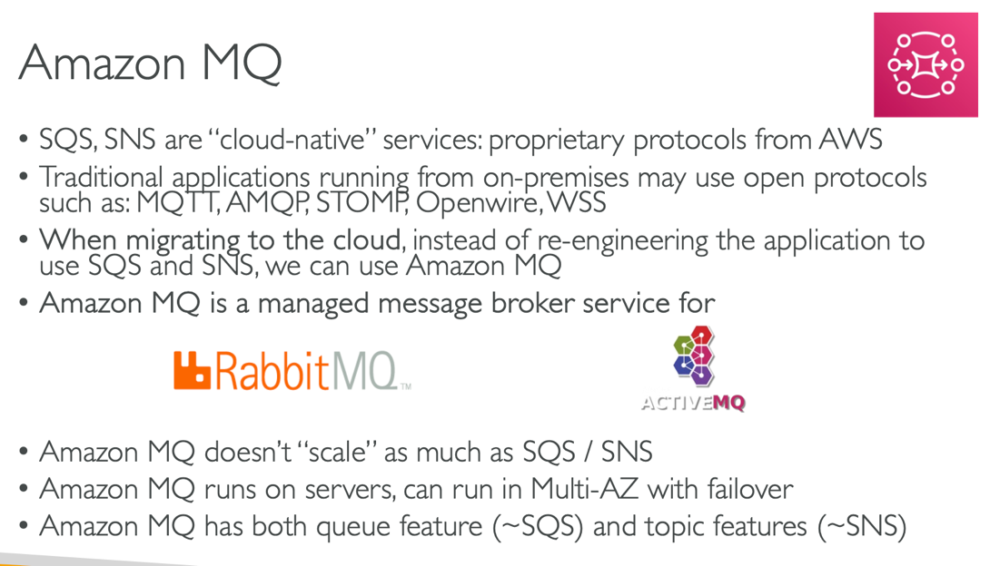 Amazon MQ
• SQS, SNS are “cloud-native” services: proprietary protocols from AWS
• Traditional applications running from on-premises may use open protocols
such as: MQTT, AMQP, STOMP, Openwire, WSS
• When migrating to the cloud, instead of re-engineering the application to
use SQS and SNS, we can use Amazon MQ
• Amazon MQ is a managed message broker service for
RabbitMQ™
ACTIVEMQ
• Amazon MQ doesn’t “scale” as much as SQS / SNS
• Amazon MQ runs on servers, can run in Multi-AZ with failover
• Amazon MQ has both queue feature (~SQS) and topic features (~SNS)